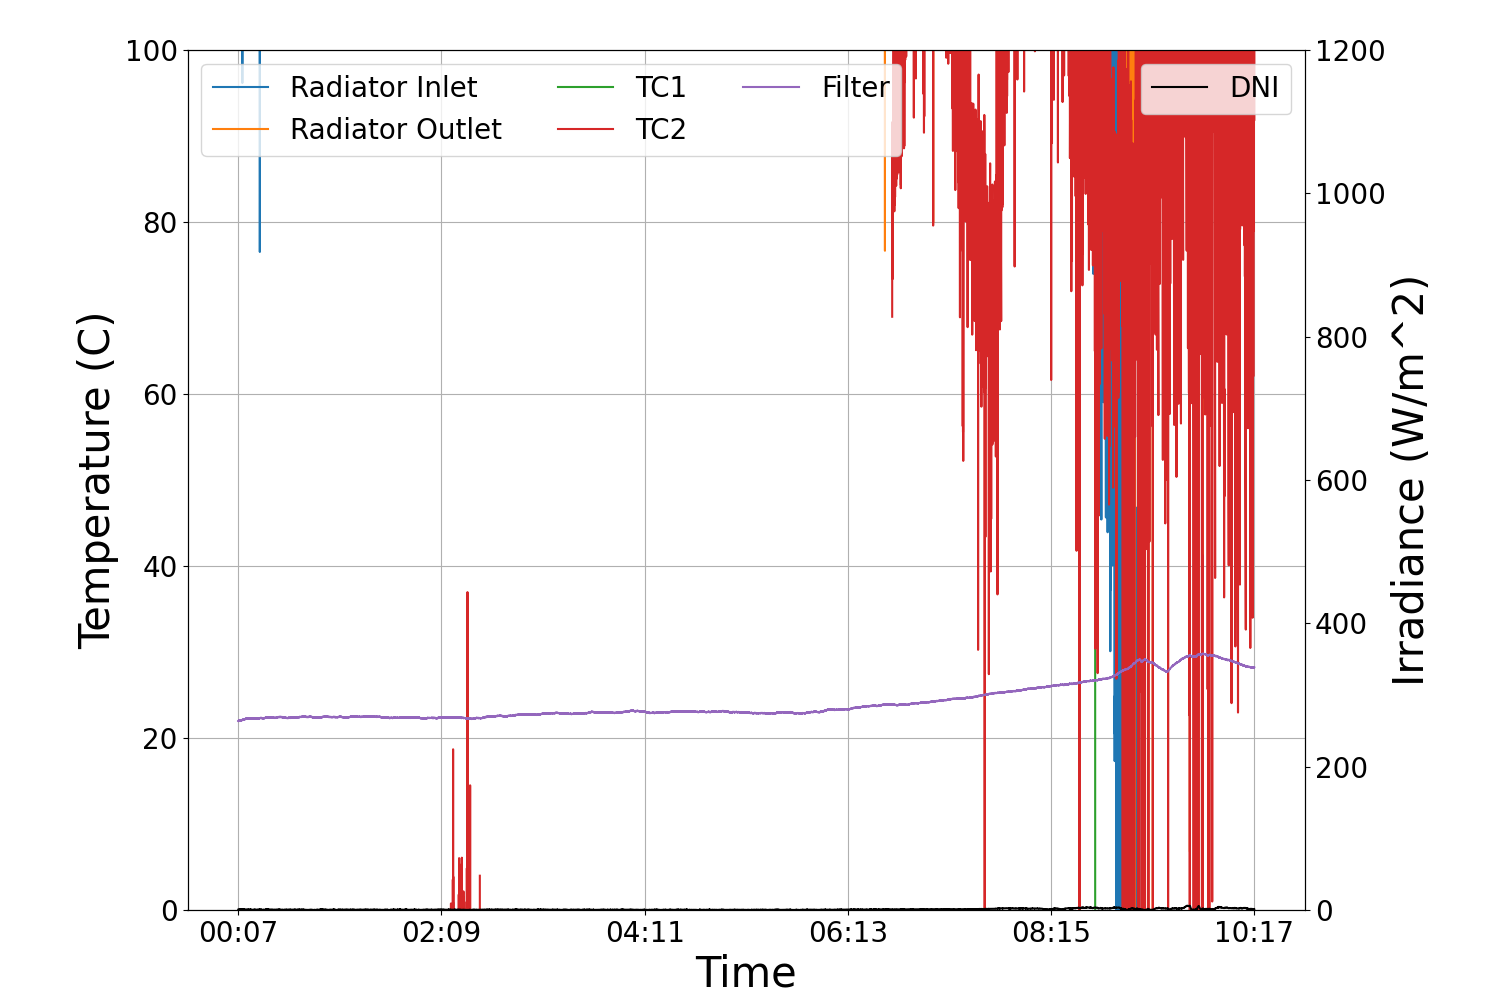 100
80
60
40
20
0
Temperature (C)
Radiator Inlet
Radiator Outlet
TC1
TC2
Filter
DNI
1200
1000
800
600
400
200
0
Irradiance (W/m^2)
00:07 02:09 04:11 06:13 08:15 10:17
Time